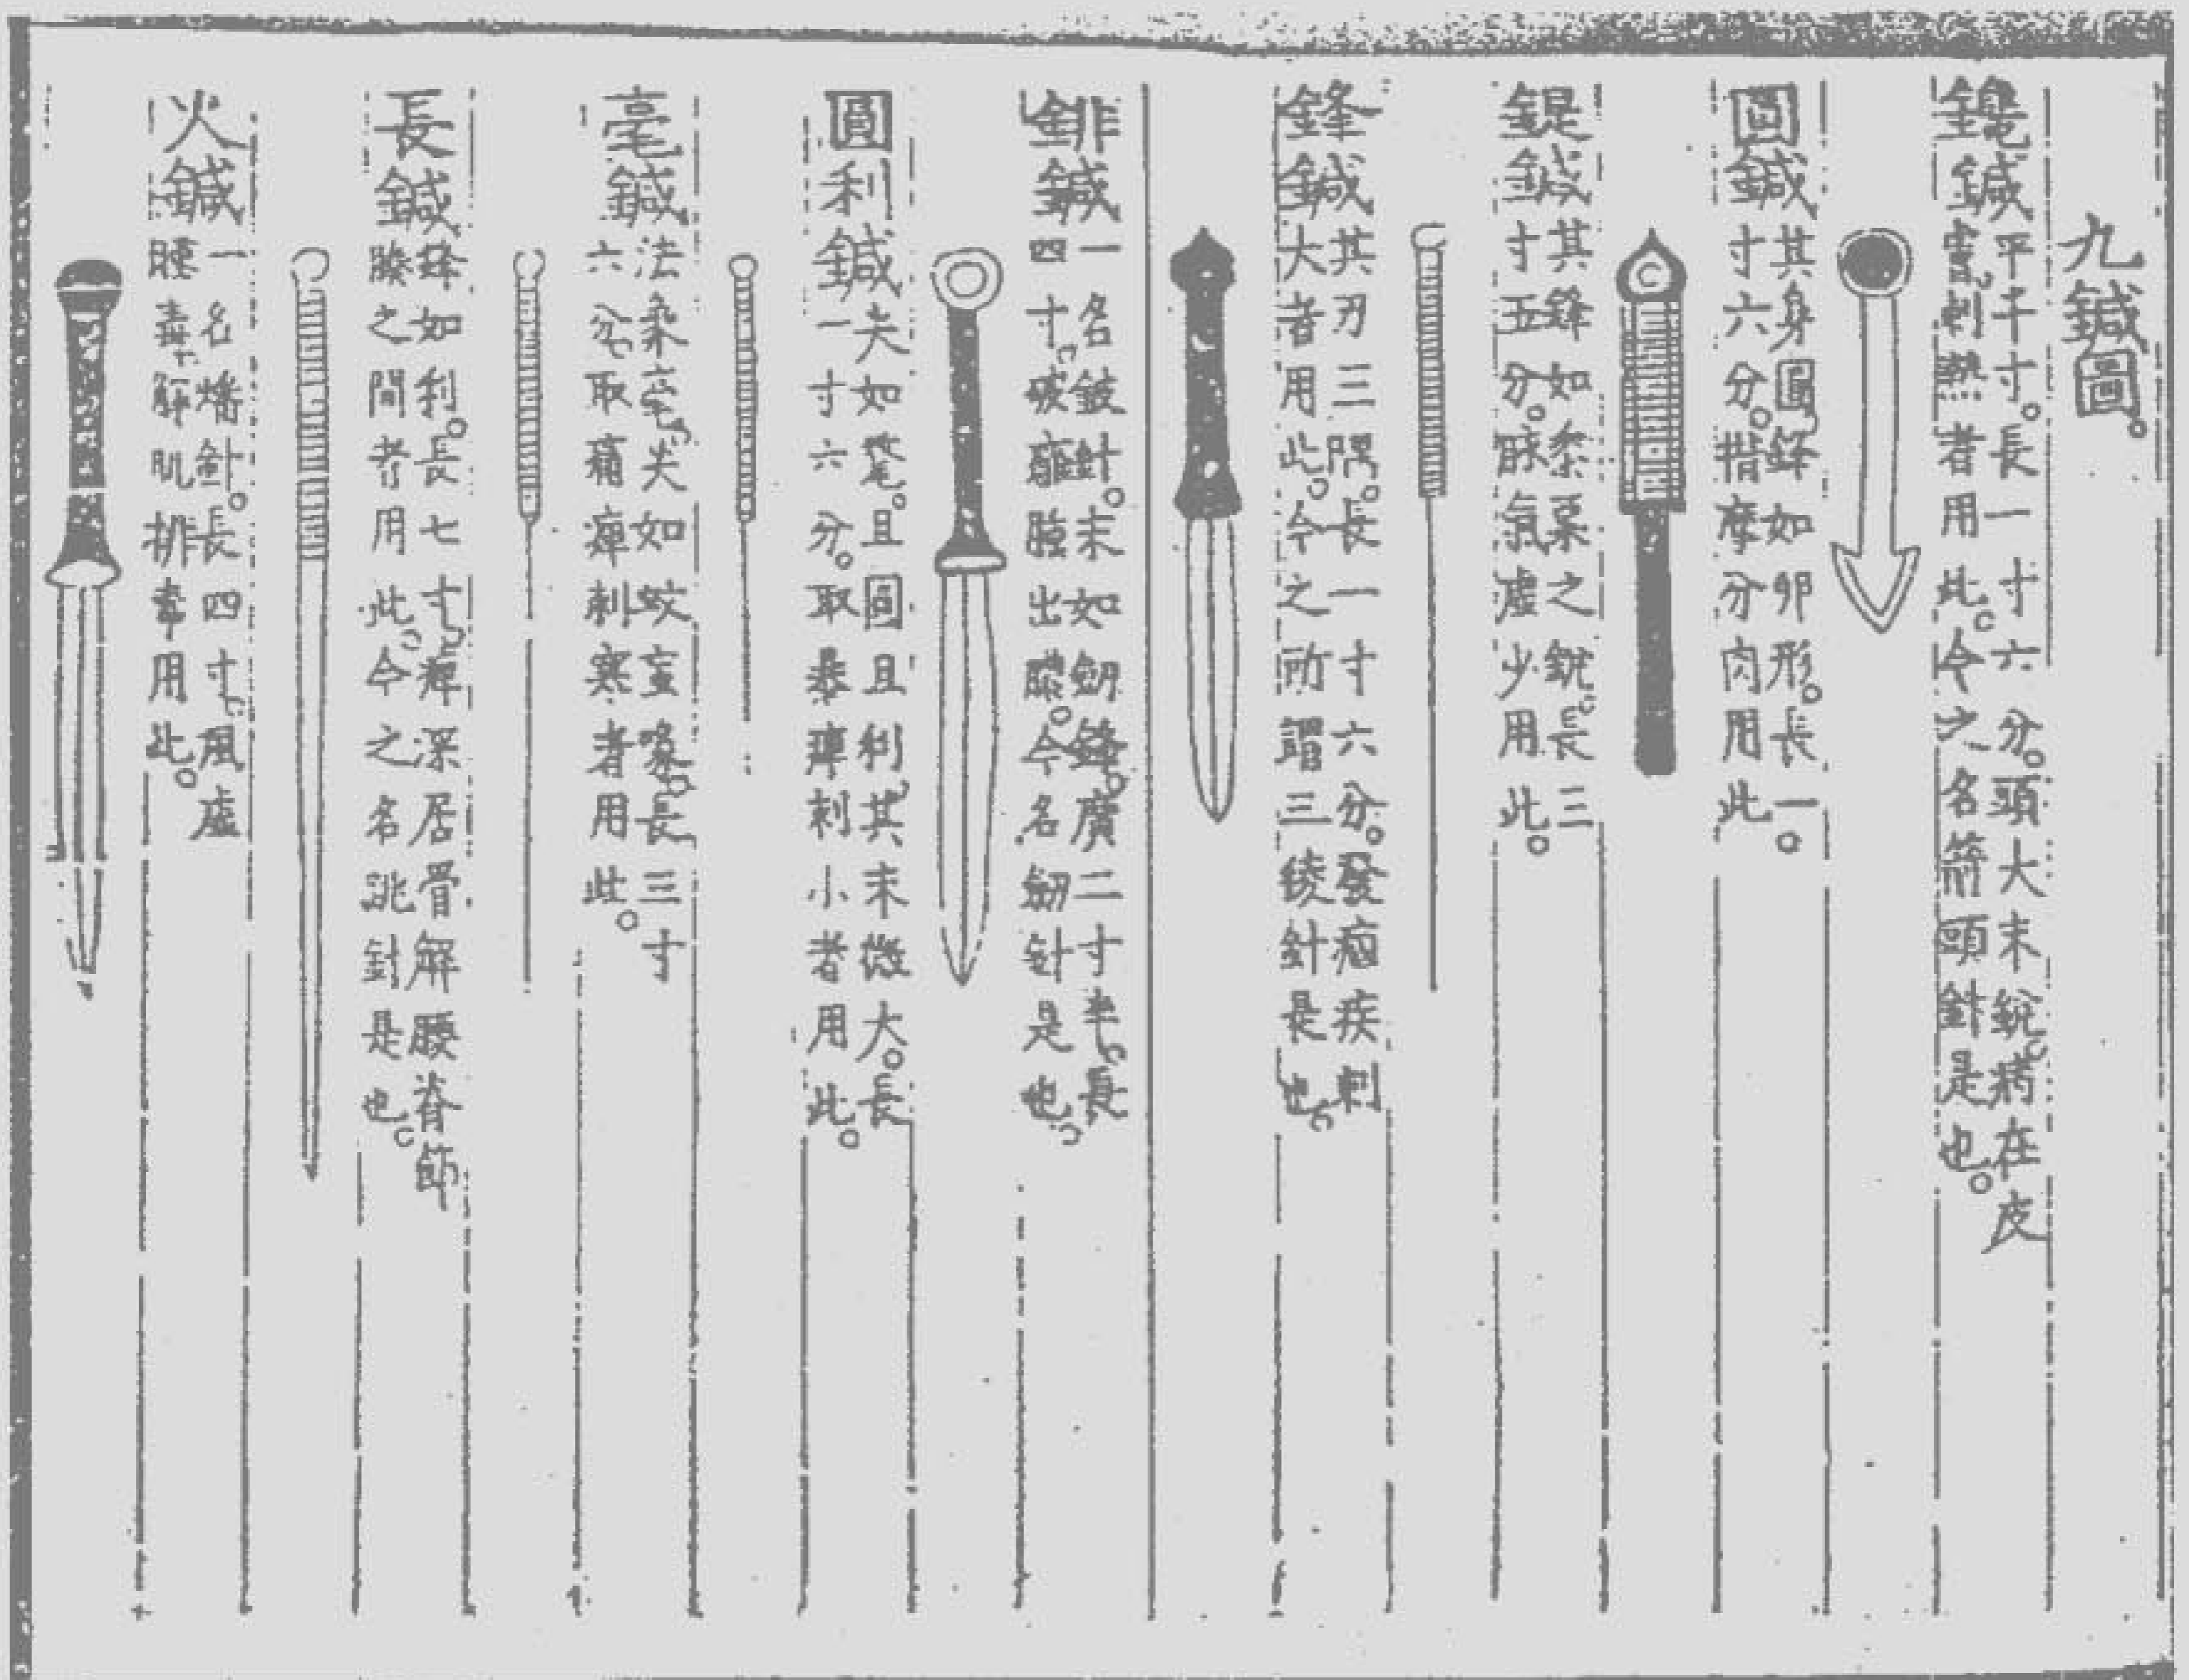 九鍼圖。
鑱鍼
平半寸。長一寸六分。頭大末銳。病在皮
膚,刺熱者用此。今之名箭頭針是也。
圓鍼
其身圓,鋒如卵形。長一
寸六分。揩摩分肉用此。
鍉鍼
其鋒如黍粟之銳。長三
寸五分。脉氣虛少用此。
鋒鍼
其刃三隅。長一寸六分。發痼疾刺
大者用此。今之所謂三稜針是也。
鍼
一名鈹針。末如劒鋒。廣二寸半。長
四寸。破癰腫出膿。今名劒針是也。
圓利鍼
尖如氂。且圓且利,其末微大。長
一寸六分。取暴痺刺小者用此。
毫鍼
法象毫,尖如蚊䖟喙。長三寸
六分。取痛痺刺寒者用此。
長鍼
鋒如利。長七寸。痺深居骨解腰脊節
腠之間者用此。今之名跳針是也。
火鍼
一名燔針。長四寸。風虛
腫毒,解肌排毒用此。